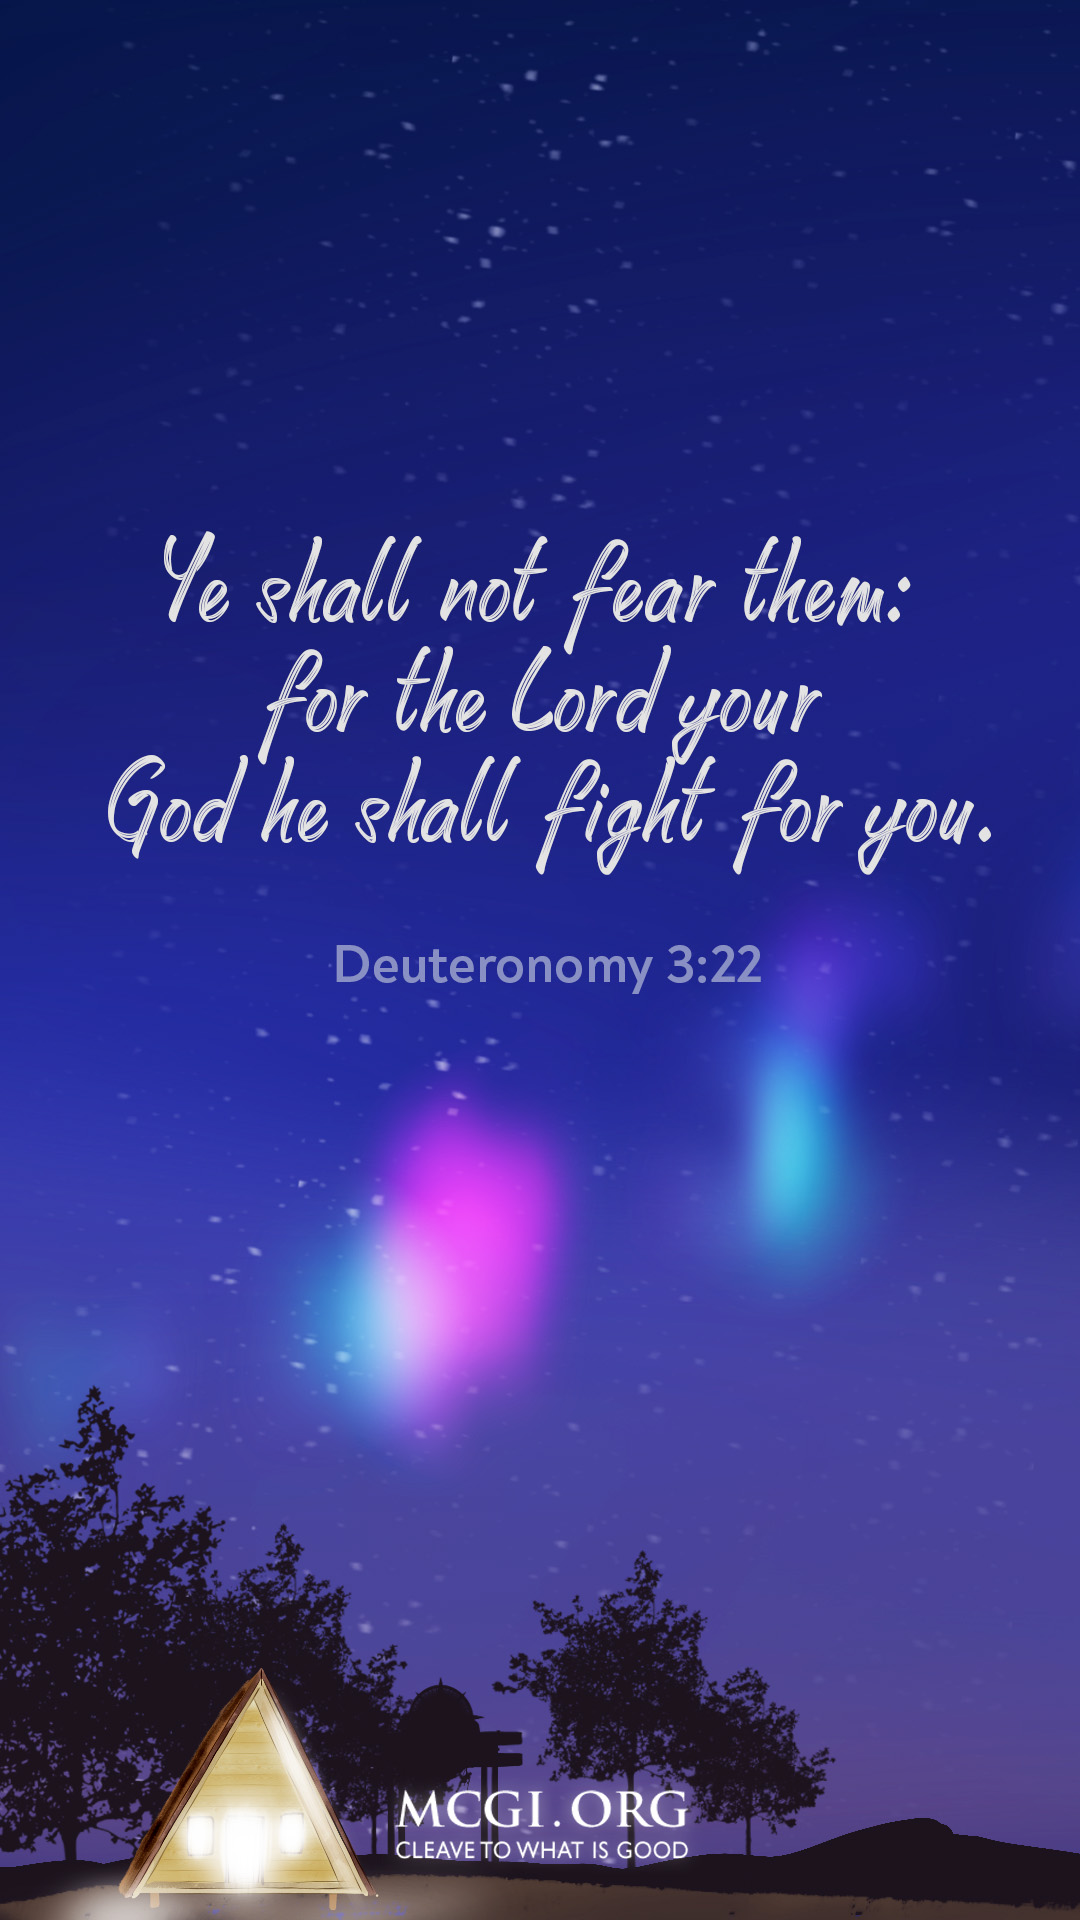 Ye shall not fear them:
for the Lord your
God he shall fight for you.
Deuteronomy 3:22
MCGI.ORG
CLEAVE TO WHAT IS GOOD